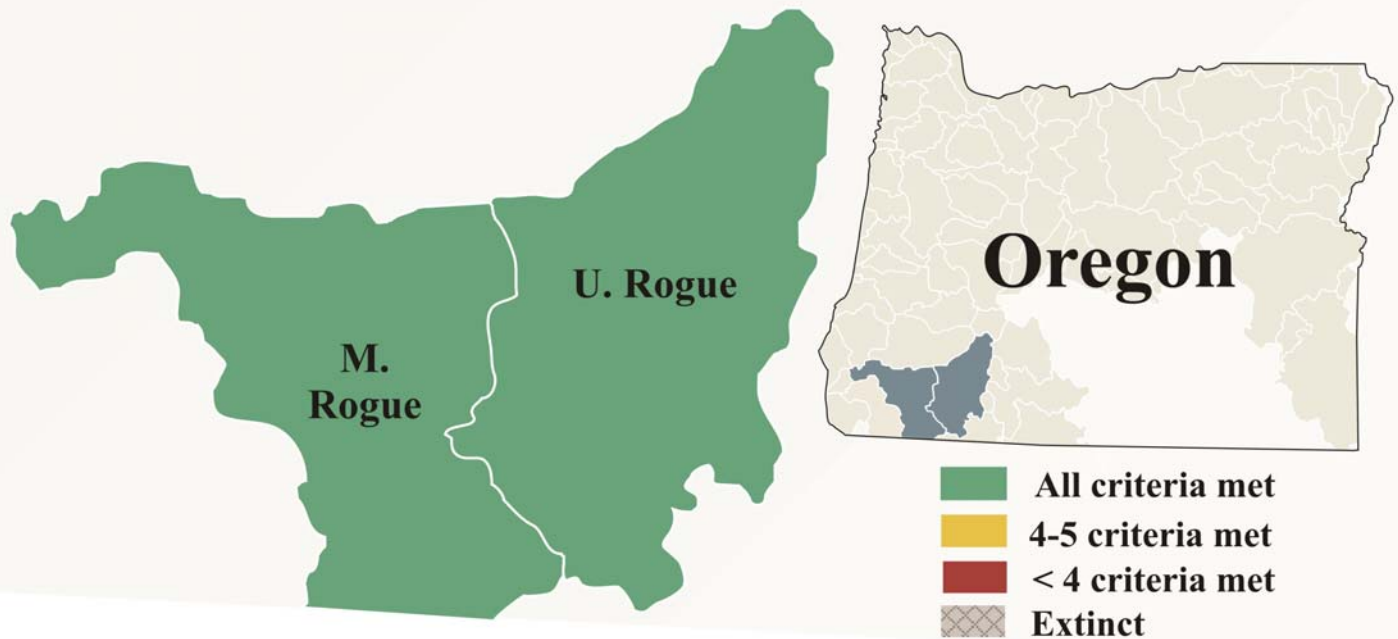 U. Rogue
M.
Rogue
Oregon
All criteria met
4-5 criteria met
< 4 criteria met
Extinct